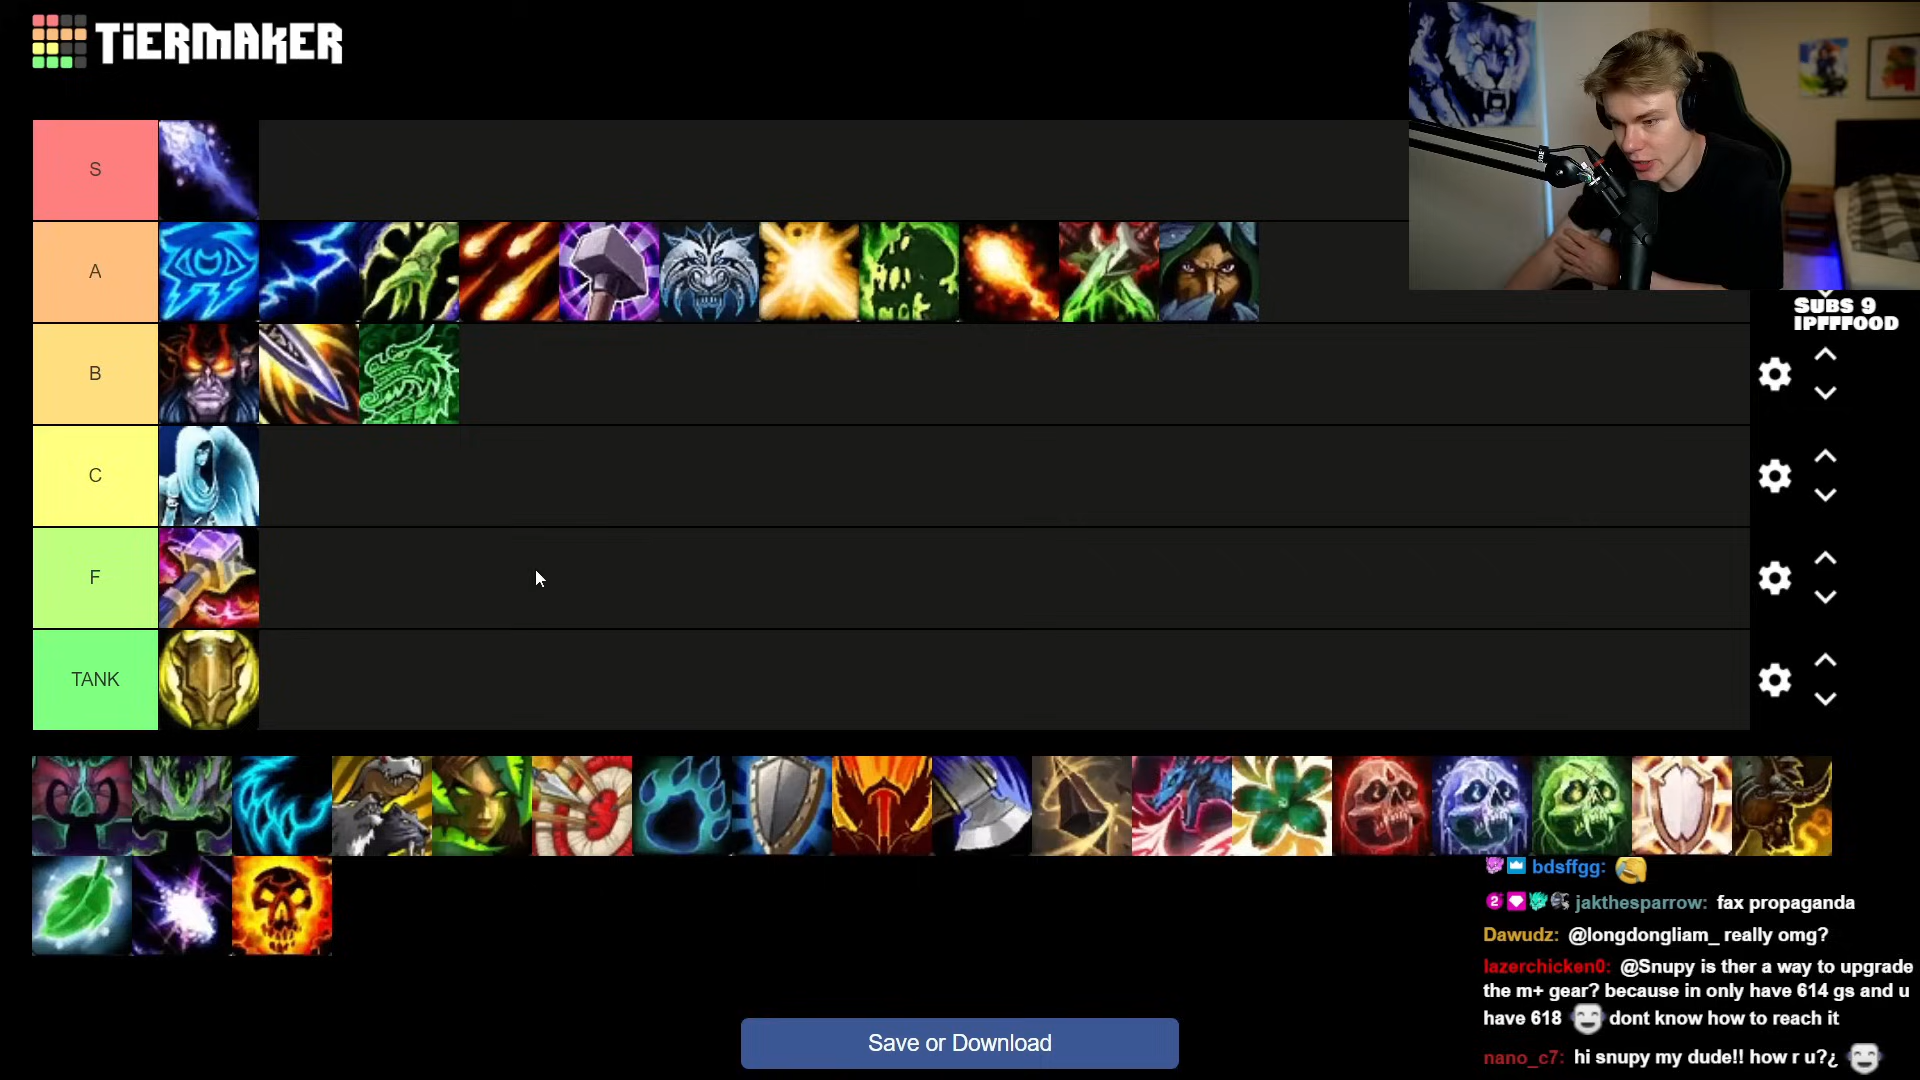 TiERMAKER
S
A
B
C
F
TANK
SUBS 9
IPFFFOOD
bdsffgg:
2 jakthesparrow: fax propaganda
Dawudz: @longdongliam_ really omg?
lazerchicken0: @Snupy is ther a way to upgrade
the m+ gear? because in only have 614 gs and u
have 618 dont know how to reach it
nano_c7: hi snupy my dude!! how r u?¿
Save or Download